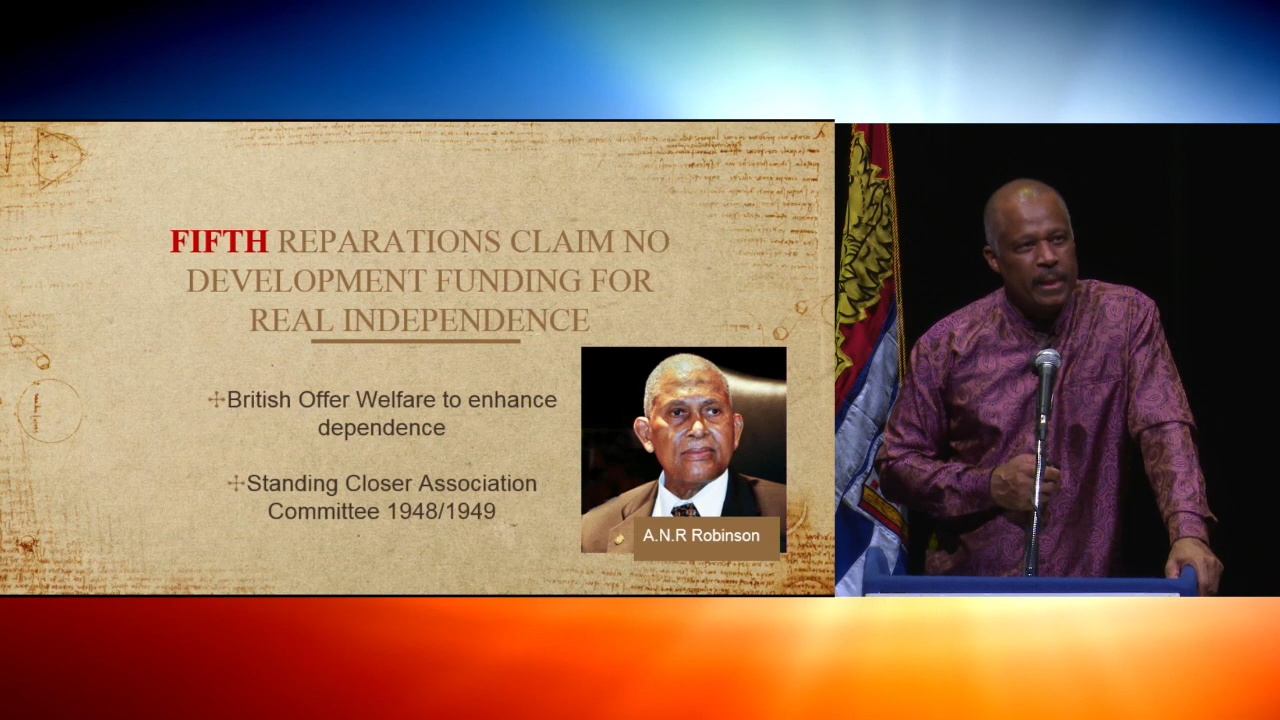 FIFTH REPARATIONS CLAIM NO
DEVELOPMENT FUNDING FOR
REAL INDEPENDENCE
✢British Offer Welfare to enhance
dependence
✢Standing Closer Association
Committee 1948/1949
A.N.R Robinson